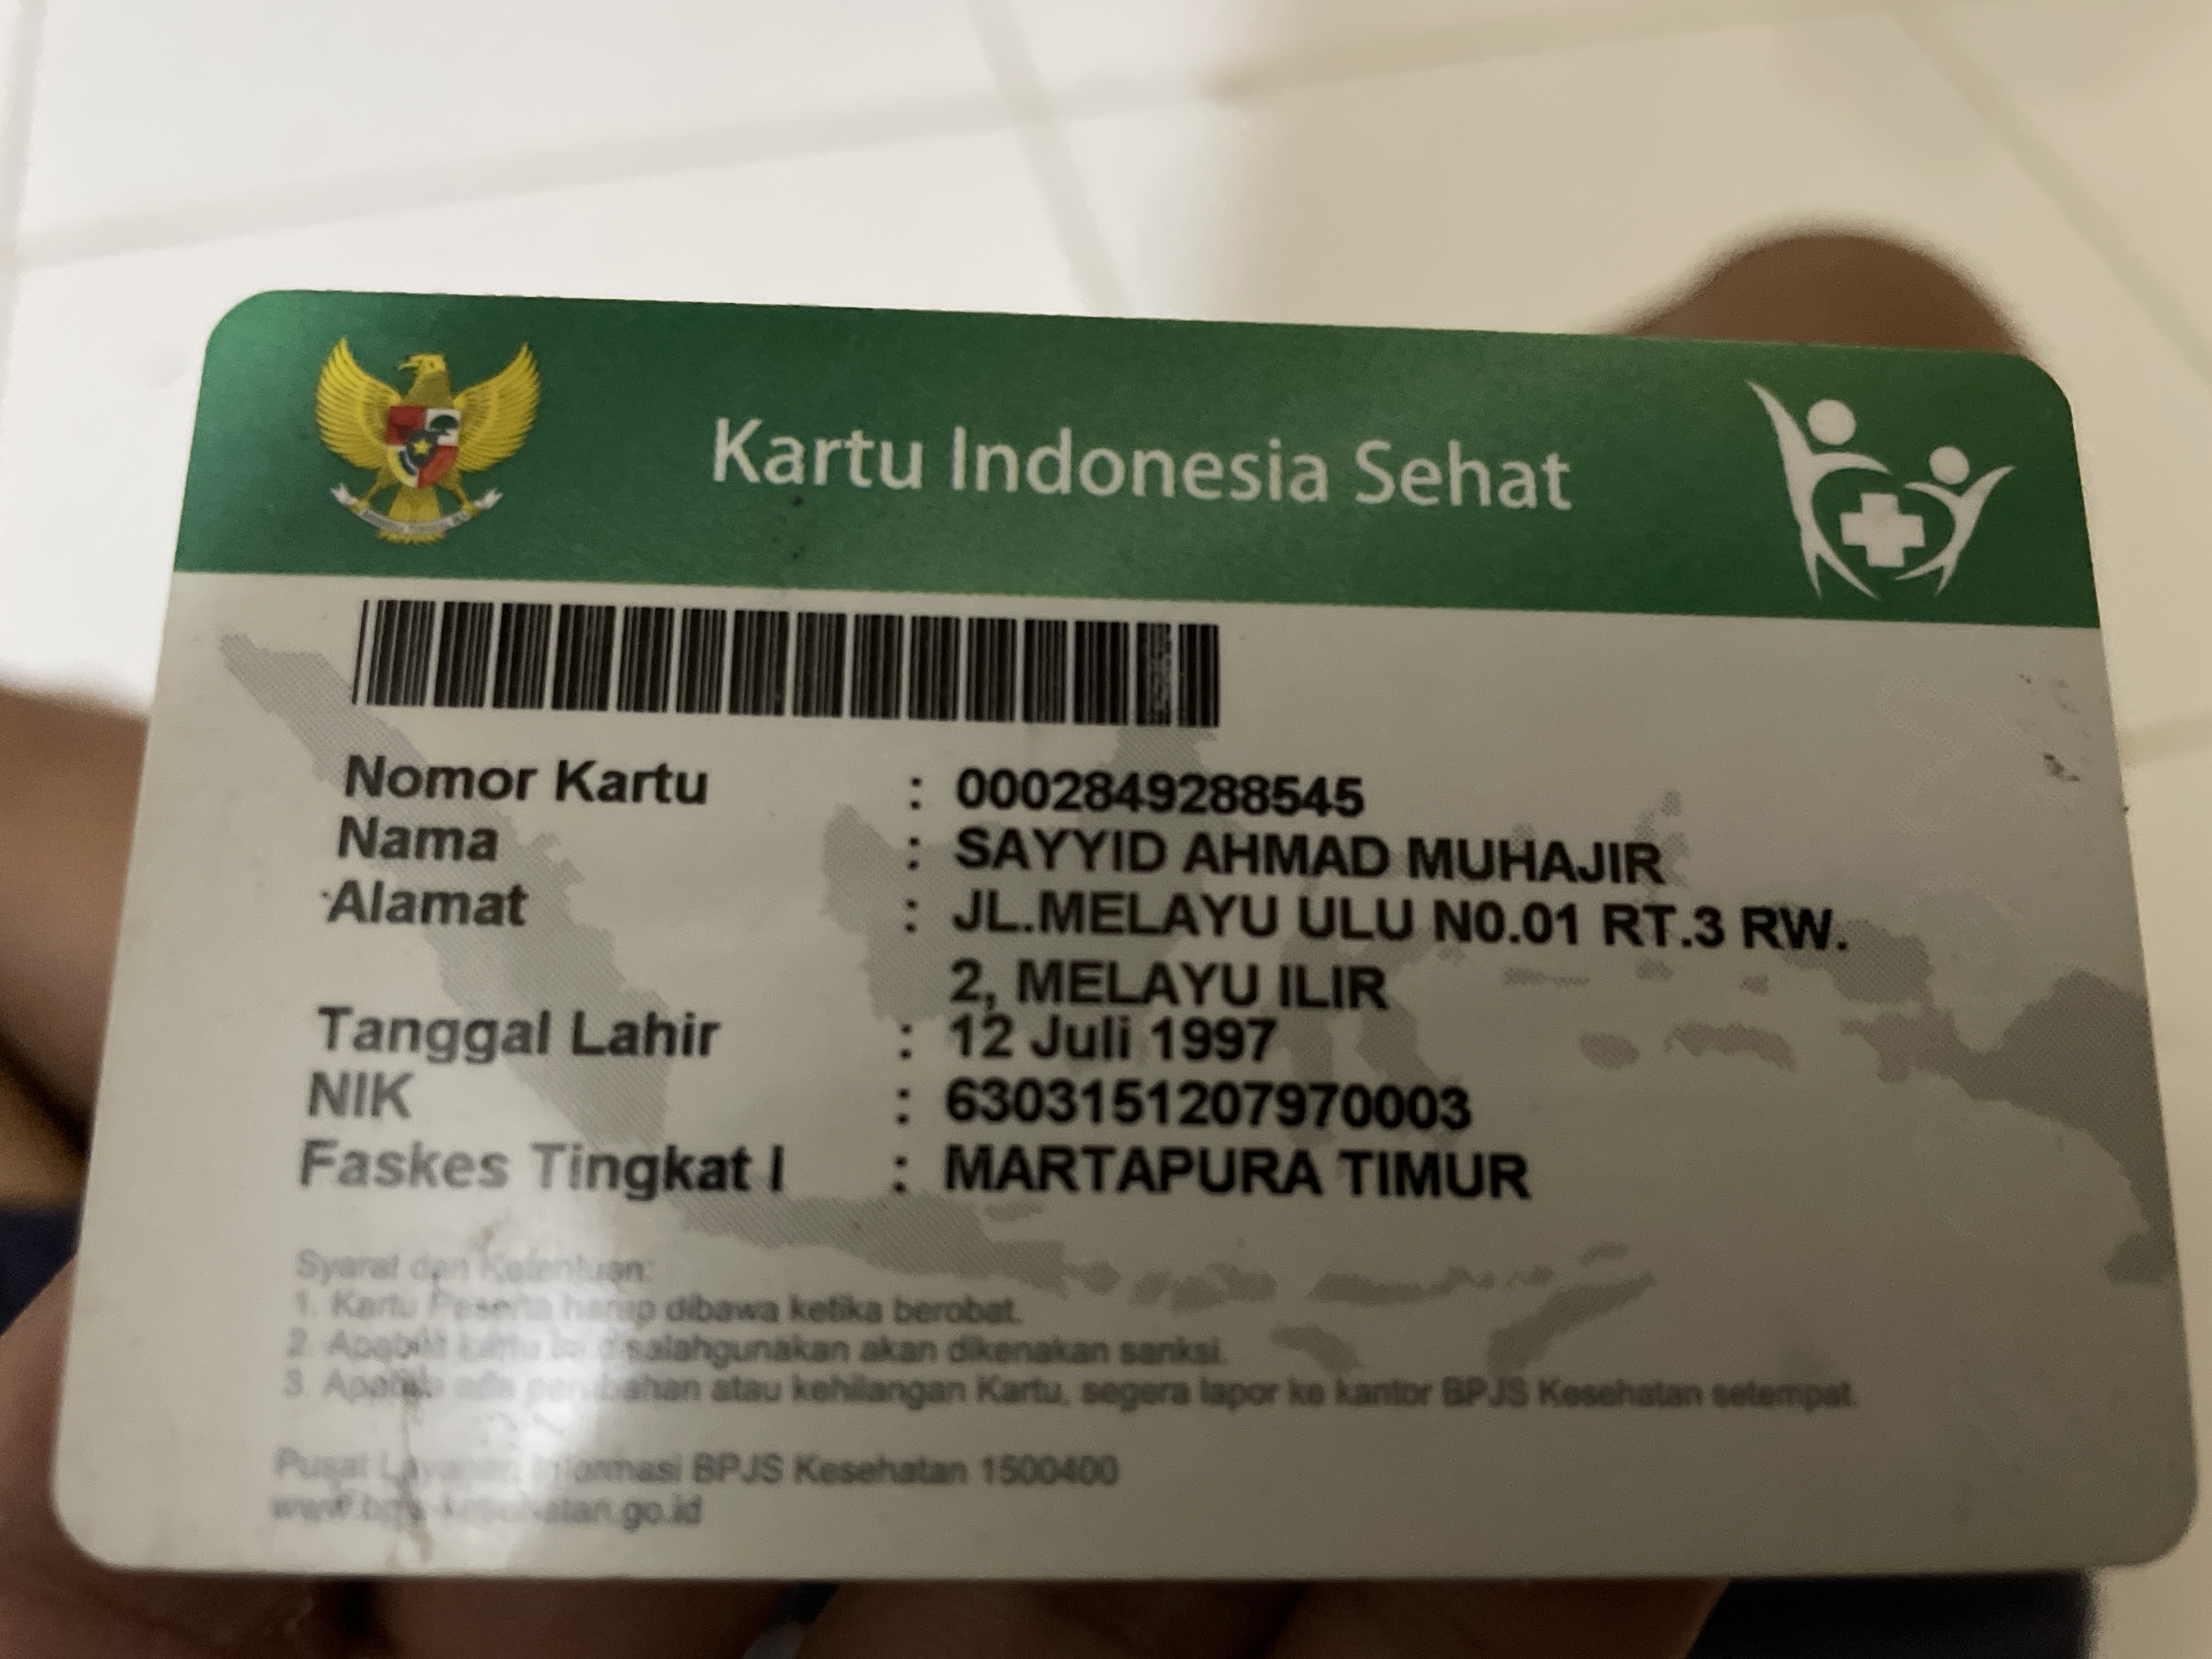 Kartu Indonesia Sehat
Nomor Kartu : 0002849288545
Nama : SAYYID AHMAD MUHAJIR
Alamat : JL.MELAYU ULU N0.01 RT.3 RW.
2, MELAYU ILIR
Tanggal Lahir : 12 Juli 1997
NIK : 6303151207970003
Faskes Tingkat I : MARTAPURA TIMUR
Syarat dan Ketentuan:
1. Kartu Peserta harap dibawa ketika berobat.
2. Apabila kartu disalahgunakan akan dikenakan sanksi.
3. Apabila ada perubahan atau kehilangan Kartu, segera lapor ke kantor BPJS Kesehatan setempat.
Pusat Layanan Informasi BPJS Kesehatan 1500400
www.bpjs-kesehatan.go.id